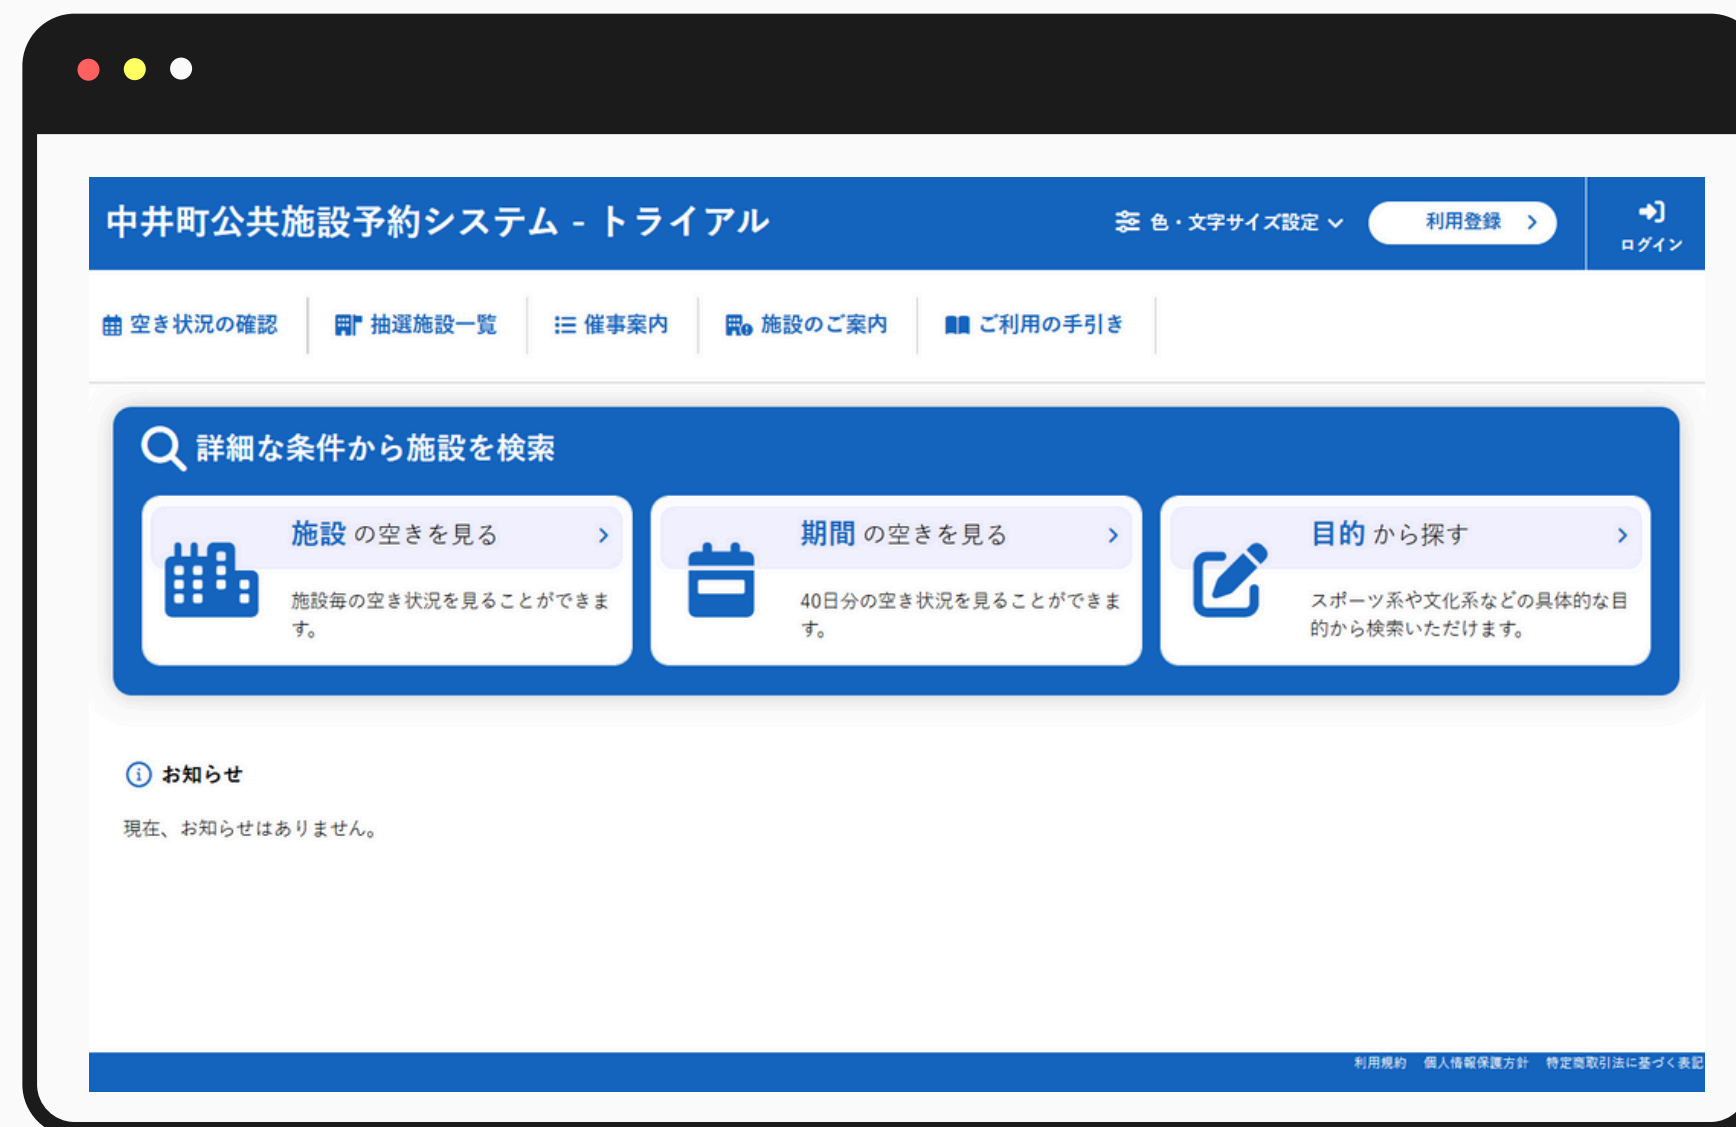 中井町公共施設予約システム - トライアル
色・文字サイズ設定
利用登録
ログイン
空き状況の確認
抽選施設一覧
催事案内
施設のご案内
ご利用の手引き
詳細な条件から施設を検索
施設 の空きを見る
施設毎の空き状況を見ることができま
す。
期間 の空きを見る
40日分の空き状況を見ることができま
す。
目的 から探す
スポーツ系や文化系などの具体的な目
的から検索いただけます。
お知らせ
現在、お知らせはありません。
利用規約 個人情報保護方針 特定商取引法に基づく表記